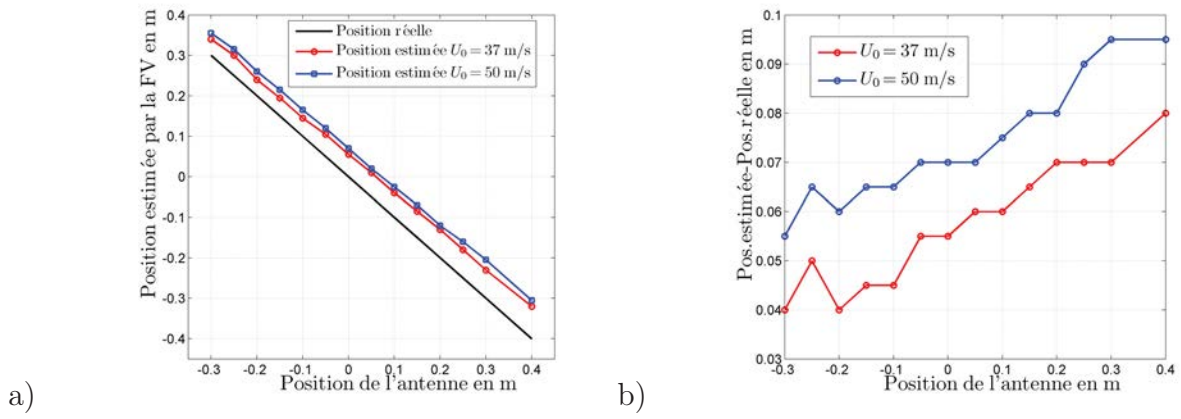 Position estimée par la FV en m
0.4
0.3
0.2
0.1
0
-0.1
-0.2
-0.3
-0.4
Position réelle
Position estimée U₀ = 37 m/s
Position estimée U₀ = 50 m/s
-0.3 -0.2 -0.1 0 0.1 0.2 0.3 0.4
Position de l'antenne en m
a)
Pos.estimée-Pos.réelle en m
0.1
0.09
0.08
0.07
0.06
0.05
0.04
0.03
U₀ = 37 m/s
U₀ = 50 m/s
-0.3 -0.2 -0.1 0 0.1 0.2 0.3 0.4
Position de l'antenne en m
b)